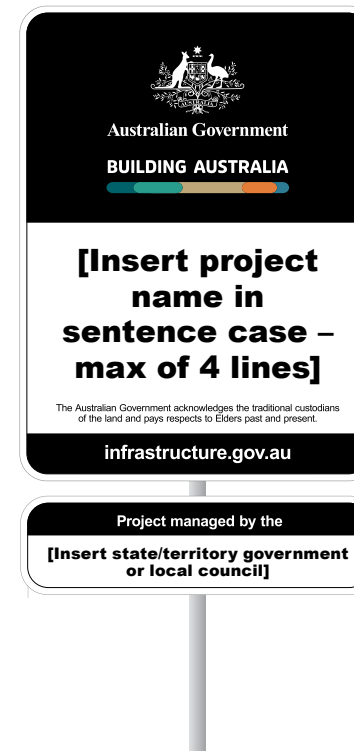 AUSTRALIA
Australian Government
BUILDING AUSTRALIA
[Insert project
name in
sentence case –
max of 4 lines]
The Australian Government acknowledges the traditional custodians
of the land and pays respects to Elders past and present.
infrastructure.gov.au
Project managed by the
[Insert state/territory government
or local council]